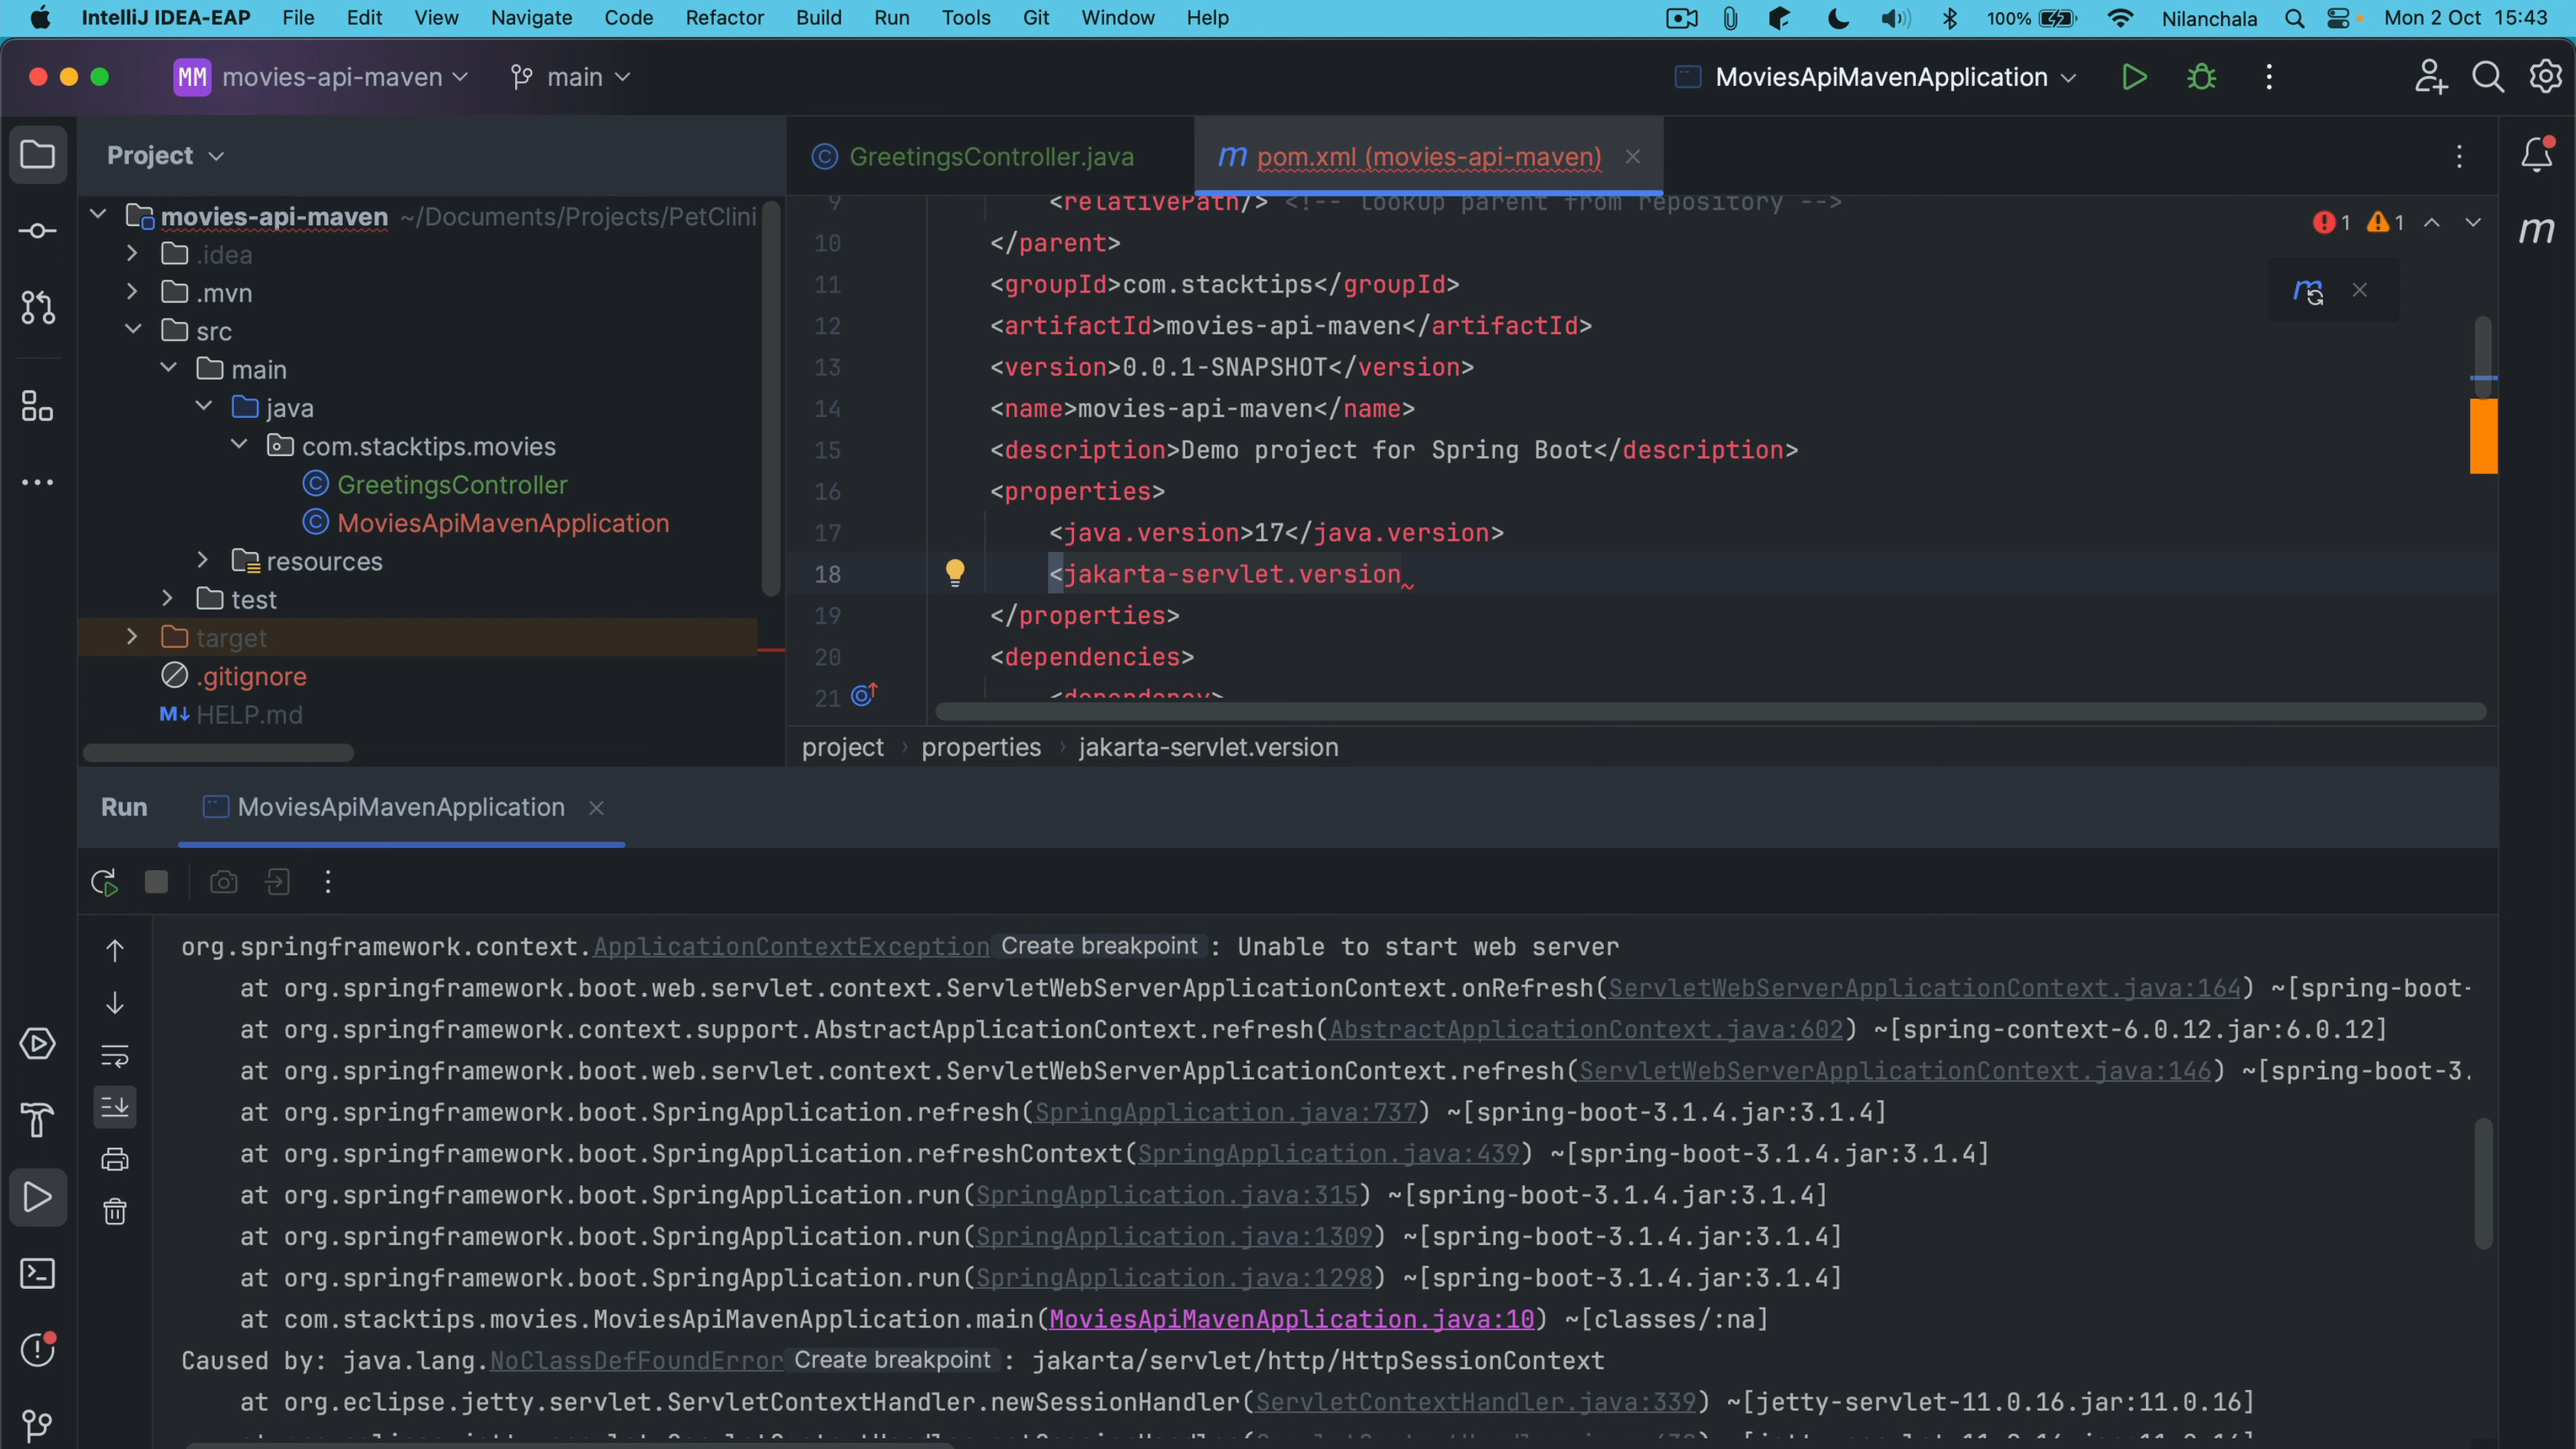 IntelliJ IDEA-EAP File Edit View Navigate Code Refactor Build Run Tools Git Window Help 100% Nilanchala Mon 2 Oct 15:43
MM movies-api-maven main MoviesApiMavenApplication
Project
movies-api-maven ~/Documents/Projects/PetClini
.idea
.mvn
src
main
java
com.stacktips.movies
GreetingsController
MoviesApiMavenApplication
resources
test
target
.gitignore
M↓ HELP.md
GreetingsController.java m pom.xml (movies-api-maven)
1 1
m
9 <relativePath/> <!-- lookup parent from repository -->
10 </parent>
11 <groupId>com.stacktips</groupId>
12 <artifactId>movies-api-maven</artifactId>
13 <version>0.0.1-SNAPSHOT</version>
14 <name>movies-api-maven</name>
15 <description>Demo project for Spring Boot</description>
16 <properties>
17 <java.version>17</java.version>
18 <jakarta-servlet.version
19 </properties>
20 <dependencies>
21 <dependency>
project › properties › jakarta-servlet.version
Run MoviesApiMavenApplication
org.springframework.context.ApplicationContextException Create breakpoint : Unable to start web server
at org.springframework.boot.web.servlet.context.ServletWebServerApplicationContext.onRefresh(ServletWebServerApplicationContext.java:164) ~[spring-boot-
at org.springframework.context.support.AbstractApplicationContext.refresh(AbstractApplicationContext.java:602) ~[spring-context-6.0.12.jar:6.0.12]
at org.springframework.boot.web.servlet.context.ServletWebServerApplicationContext.refresh(ServletWebServerApplicationContext.java:146) ~[spring-boot-3.
at org.springframework.boot.SpringApplication.refresh(SpringApplication.java:737) ~[spring-boot-3.1.4.jar:3.1.4]
at org.springframework.boot.SpringApplication.refreshContext(SpringApplication.java:439) ~[spring-boot-3.1.4.jar:3.1.4]
at org.springframework.boot.SpringApplication.run(SpringApplication.java:315) ~[spring-boot-3.1.4.jar:3.1.4]
at org.springframework.boot.SpringApplication.run(SpringApplication.java:1309) ~[spring-boot-3.1.4.jar:3.1.4]
at org.springframework.boot.SpringApplication.run(SpringApplication.java:1298) ~[spring-boot-3.1.4.jar:3.1.4]
at com.stacktips.movies.MoviesApiMavenApplication.main(MoviesApiMavenApplication.java:10) ~[classes/:na]
Caused by: java.lang.NoClassDefFoundError Create breakpoint : jakarta/servlet/http/HttpSessionContext
at org.eclipse.jetty.servlet.ServletContextHandler.newSessionHandler(ServletContextHandler.java:339) ~[jetty-servlet-11.0.16.jar:11.0.16]